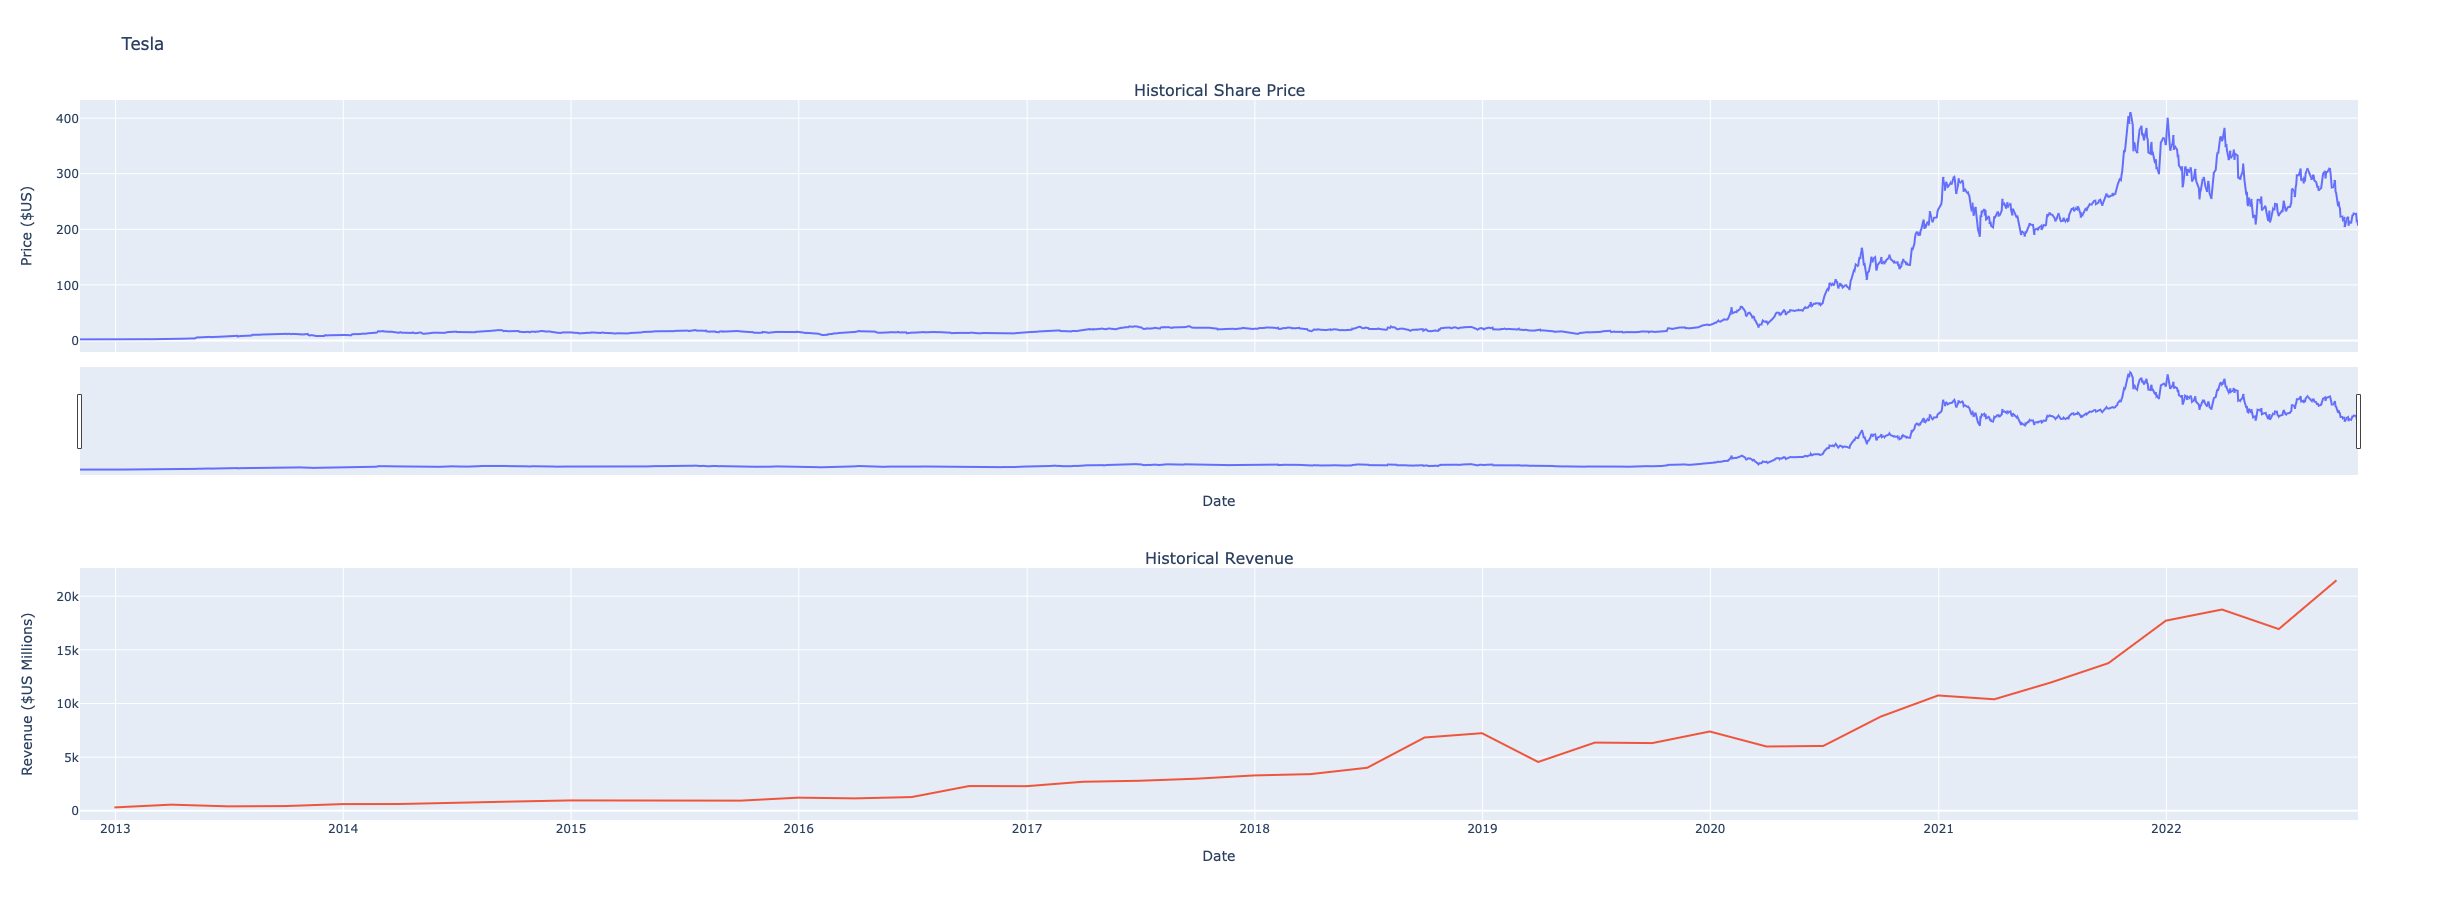 Tesla
Historical Share Price
Price ($US)
400
300
200
100
0
Date
Historical Revenue
Revenue ($US Millions)
20k
15k
10k
5k
0
2013 2014 2015 2016 2017 2018 2019 2020 2021 2022
Date